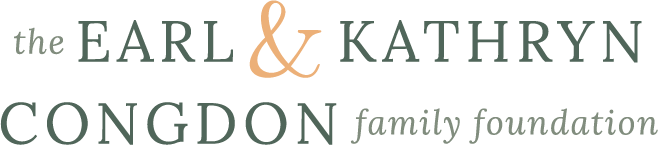 the EARL & KATHRYN
CONGDON family foundation